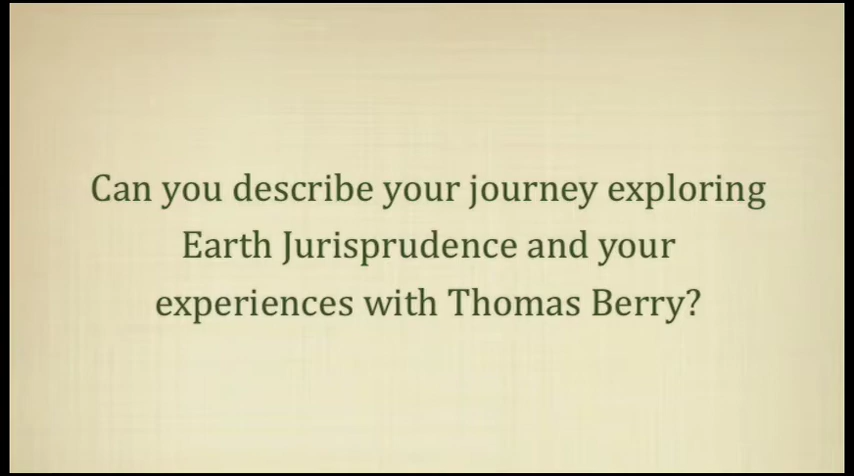 Can you describe your journey exploring
Earth Jurisprudence and your
experiences with Thomas Berry?